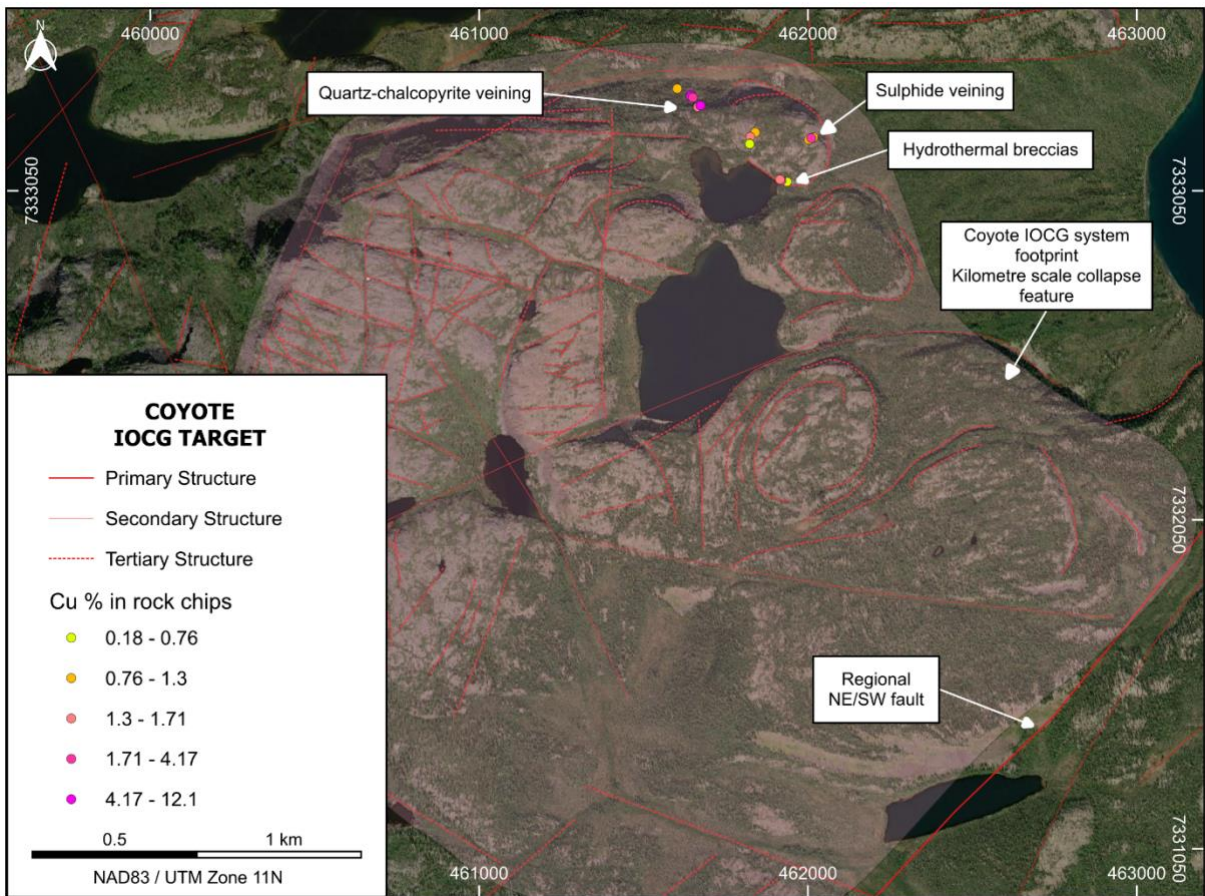 N
460000
461000
462000
463000
Quartz-chalcopyrite veining
Sulphide veining
Hydrothermal breccias
7333050
7333050
Coyote IOCG system
footprint
Kilometre scale collapse
feature
COYOTE
IOCG TARGET
Primary Structure
Secondary Structure
Tertiary Structure
Cu % in rock chips
0.18 - 0.76
0.76 - 1.3
1.3 - 1.71
1.71 - 4.17
4.17 - 12.1
0.5
1 km
NAD83 / UTM Zone 11N
7332050
Regional
NE/SW fault
7331050
461000
462000
463000